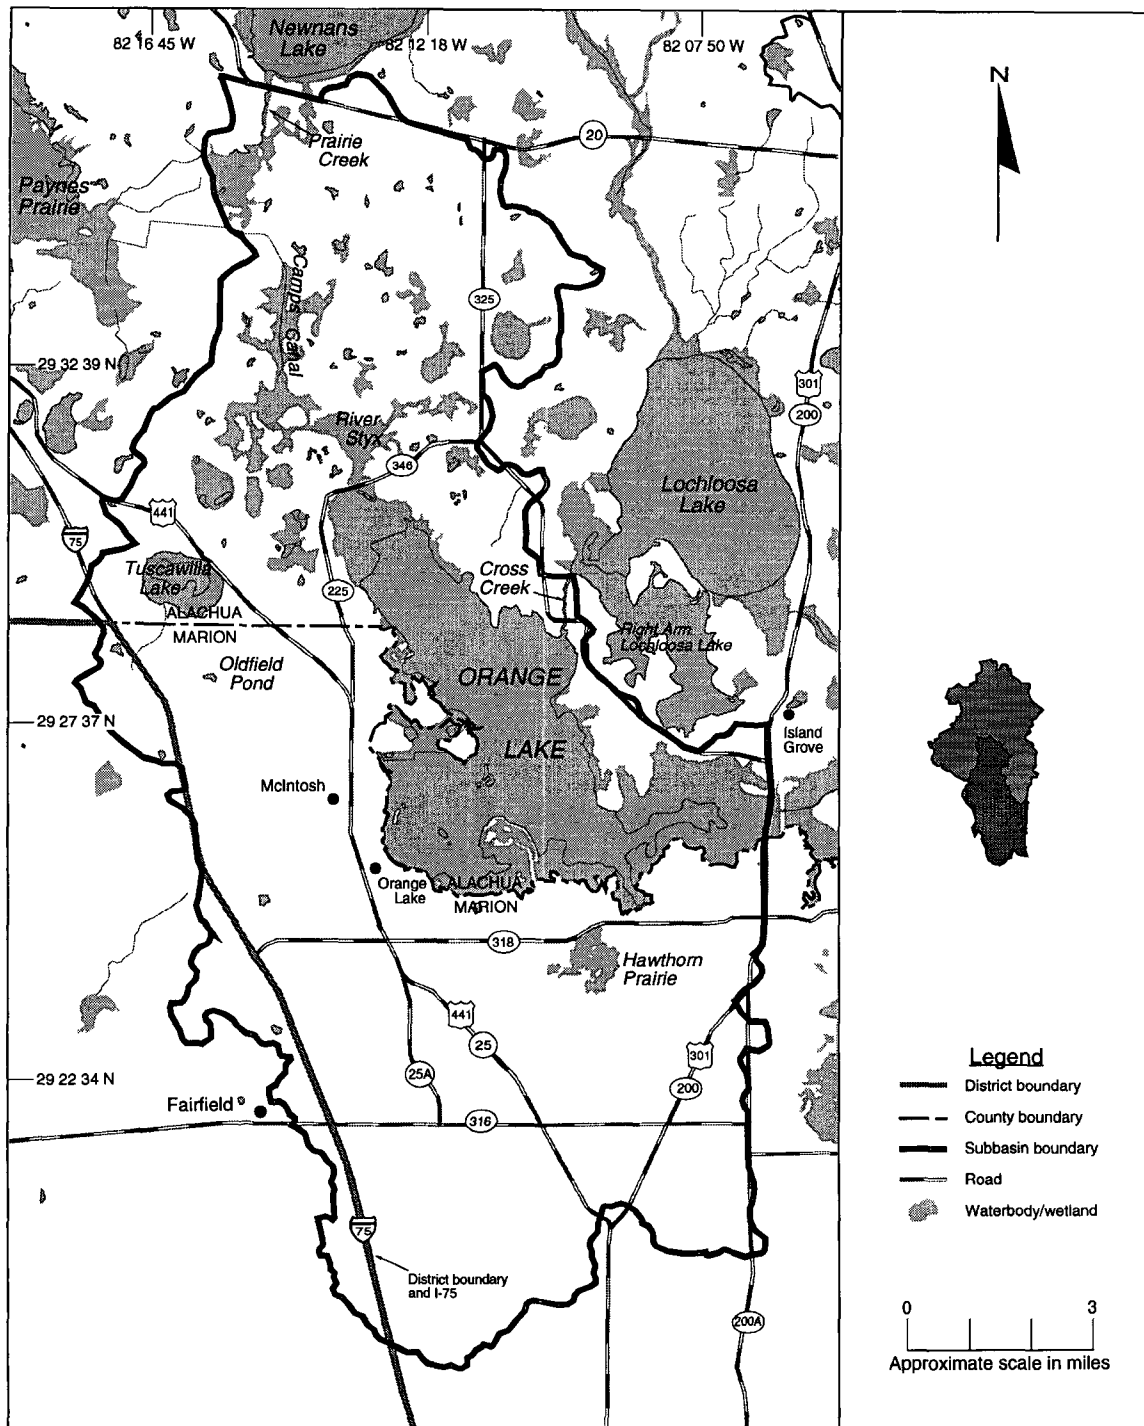 Newnans
Lake
82 16 45 W
82 12 18 W
82 07 50 W
N
20
Prairie
Creek
Paynes
Prairie
Camps Canal
325
29 32 39 N
301
200
River
Styx
346
Lochloosa
Lake
441
75
Tuscawilla
Lake
Cross
Creek
225
ALACHUA
MARION
Right Arm
Lochloosa Lake
Oldfield
Pond
ORANGE
LAKE
29 27 37 N
Island
Grove
McIntosh
Orange
Lake
ALACHUA
MARION
318
Hawthorn
Prairie
441
25
301
200
25A
29 22 34 N
Fairfield
316
75
District boundary
and I-75
200A
Legend
District boundary
County boundary
Subbasin boundary
Road
Waterbody/wetland
0 3
Approximate scale in miles